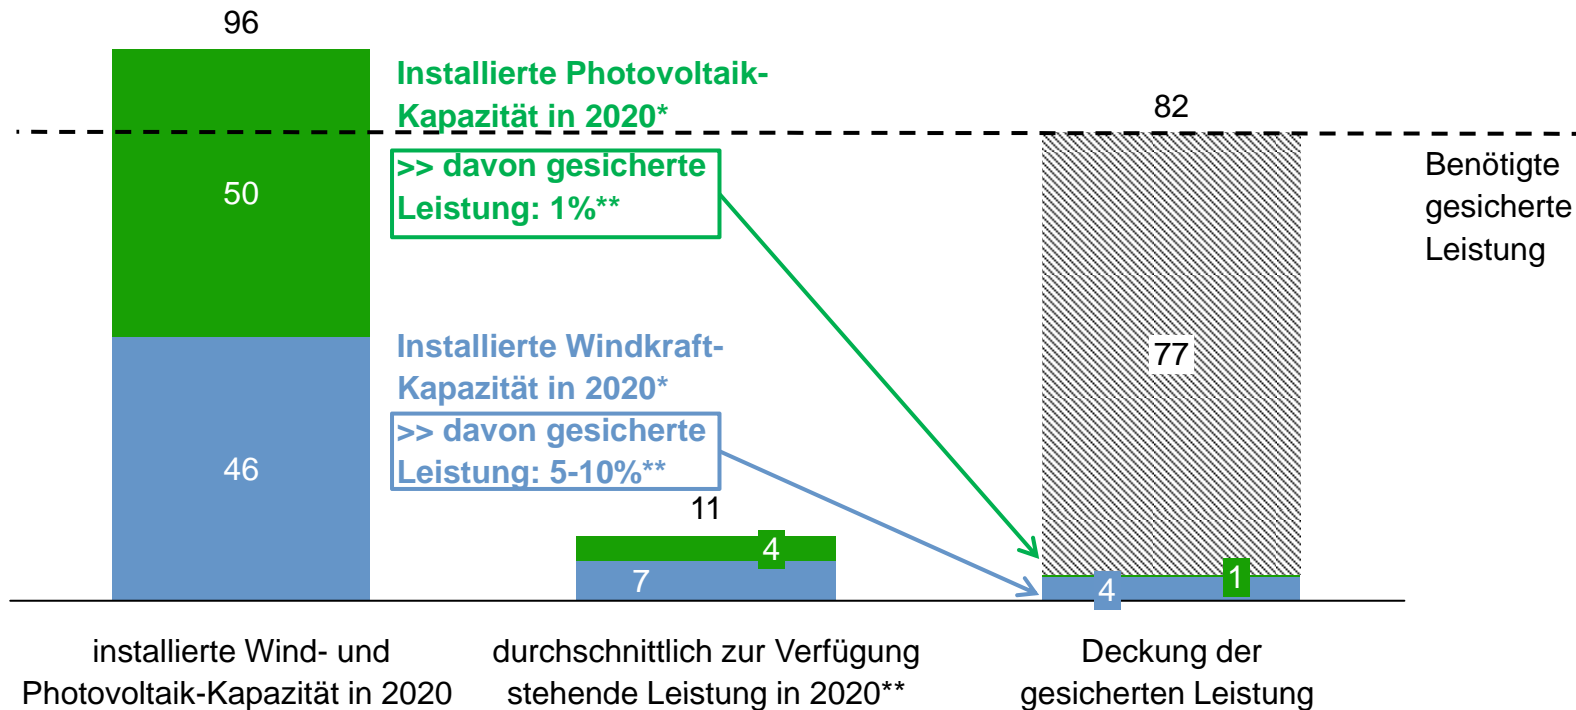 96
Installierte Photovoltaik-
Kapazität in 2020*
>> davon gesicherte
Leistung: 1%**
50
82
Benötigte
gesicherte
Leistung
Installierte Windkraft-
Kapazität in 2020*
>> davon gesicherte
Leistung: 5-10%**
46
77
11
4
7
4
1
installierte Wind- und
Photovoltaik-Kapazität in 2020
durchschnittlich zur Verfügung
stehende Leistung in 2020**
Deckung der
gesicherten Leistung